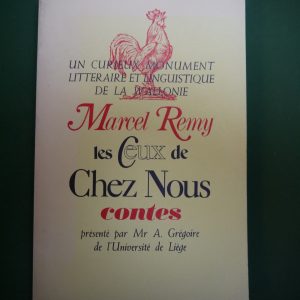 UN CURIEUX MONUMENT
LITTERAIRE ET LINGUISTIQUE
DE LA WALLONIE
Marcel Remy
les Ceux de
Chez Nous
contes
présenté par Mr A. Grégoire
de l'Université de Liège